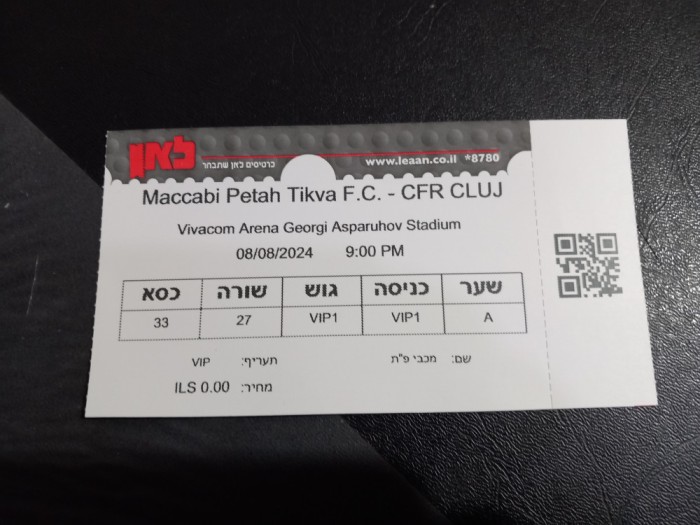 לאן
כרטיסים לאן שתבחר
www.leaan.co.il *8780
Maccabi Petah Tikva F.C. - CFR CLUJ
Vivacom Arena Georgi Asparuhov Stadium
08/08/2024 9:00 PM
שער כניסה גוש שורה כסא
A VIP1 VIP1 27 33
שם: מכבי פ"ת תעריף: VIP
מחיר: ILS 0.00